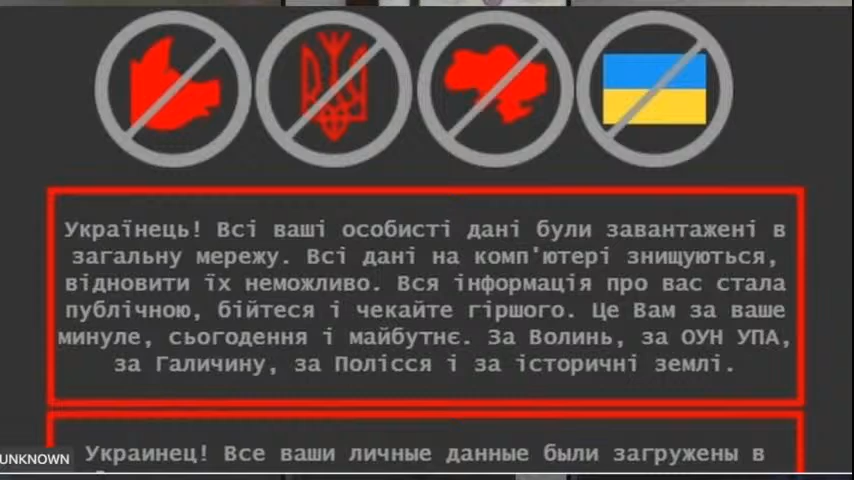 Українець! Всі ваші особисті дані були завантажені в
загальну мережу. Всі дані на комп'ютері знищуються,
відновити їх неможливо. Вся інформація про вас стала
публічною, бійтеся і чекайте гіршого. Це Вам за ваше
минуле, сьогодення і майбутнє. За Волинь, за ОУН УПА,
за Галичину, за Полісся і за історичні землі.
Украинец! Все ваши личные данные были загружены в
UNKNOWN